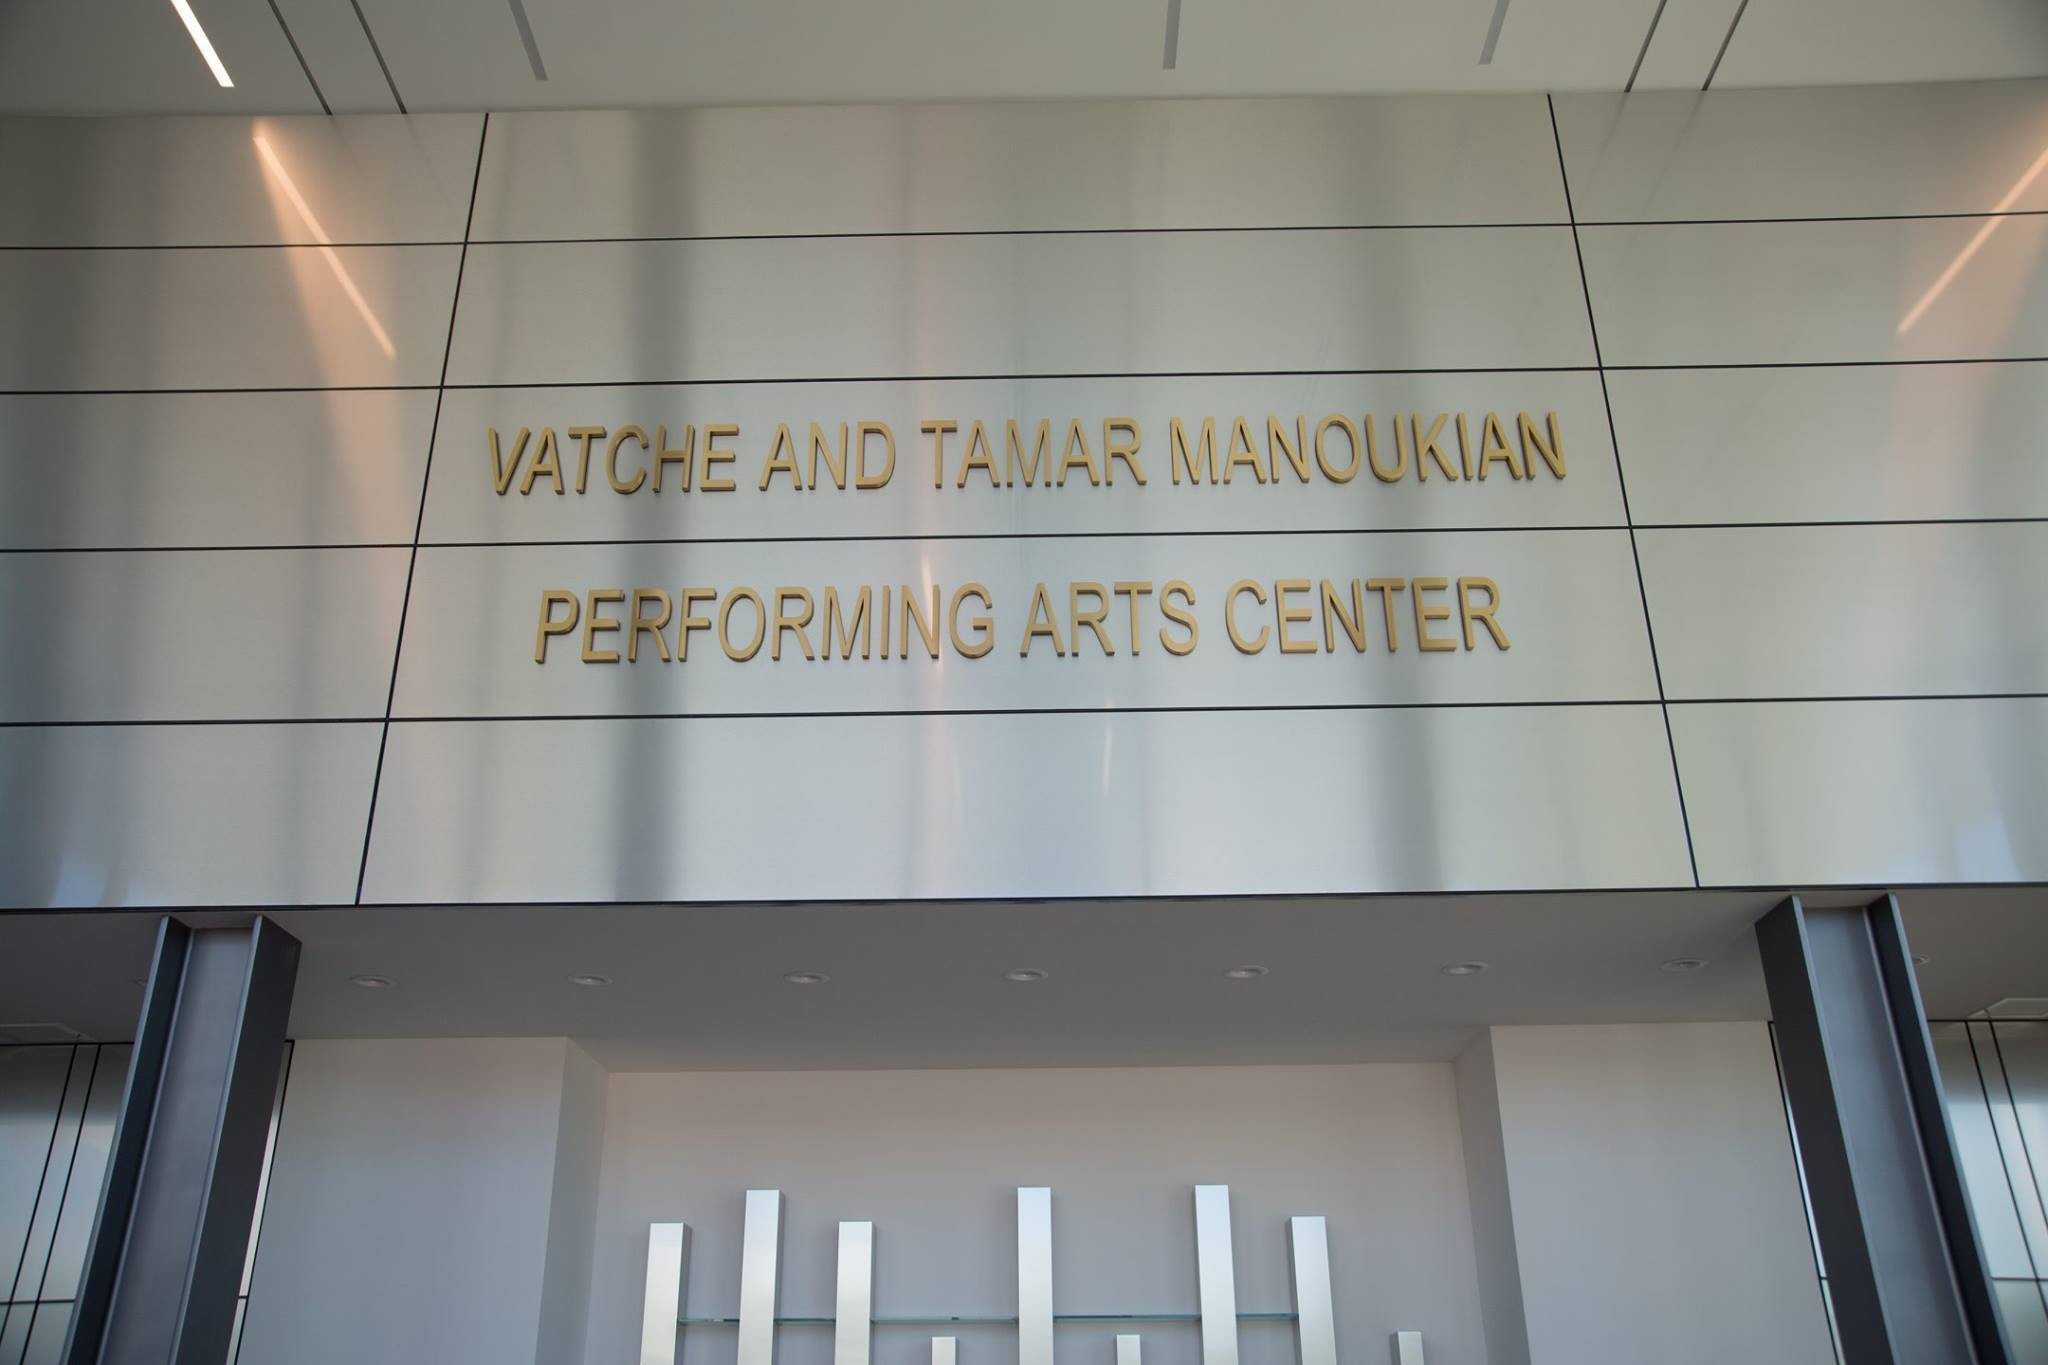 VATCHE AND TAMAR MANOUKIAN
PERFORMING ARTS CENTER